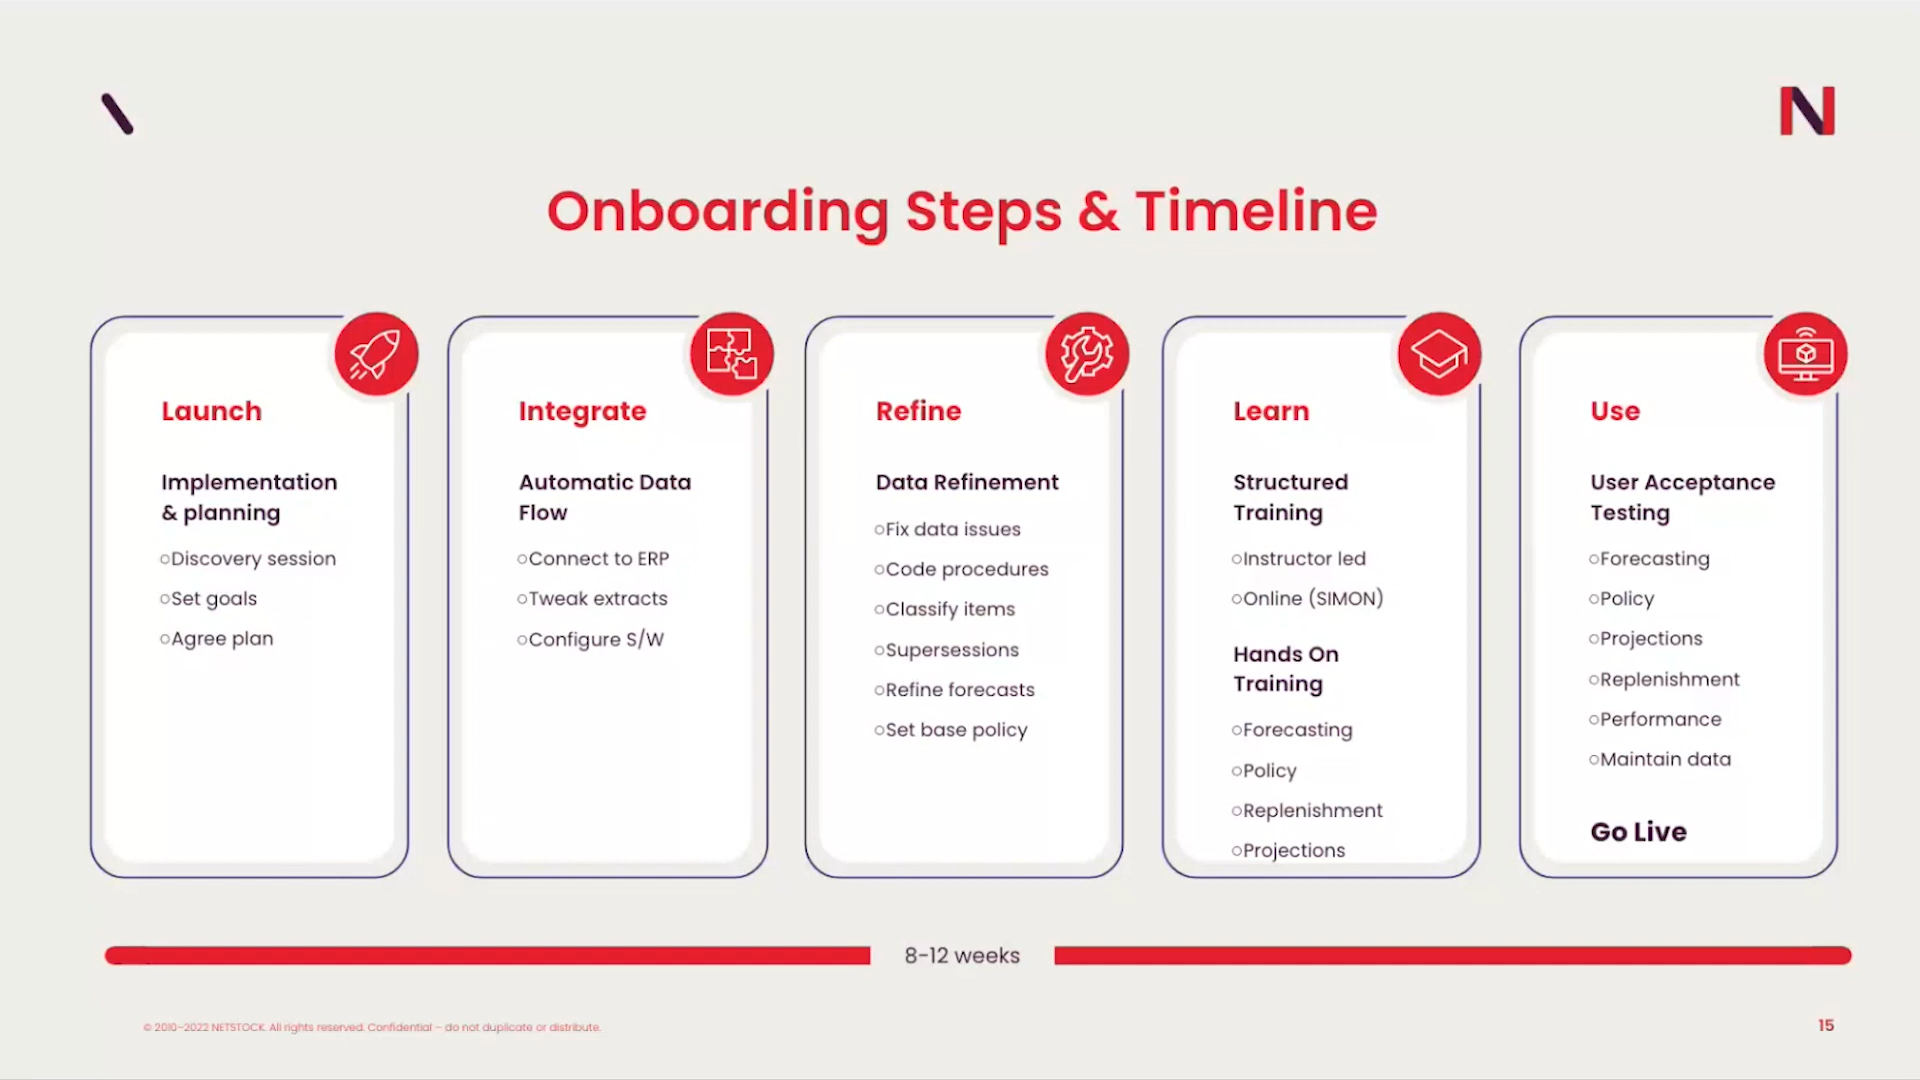 N
Onboarding Steps & Timeline
Launch
Implementation
& planning
○Discovery session
○Set goals
○Agree plan
Integrate
Automatic Data
Flow
○Connect to ERP
○Tweak extracts
○Configure S/W
Refine
Data Refinement
○Fix data issues
○Code procedures
○Classify items
○Supersessions
○Refine forecasts
○Set base policy
Learn
Structured
Training
○Instructor led
○Online (SIMON)
Hands On
Training
○Forecasting
○Policy
○Replenishment
○Projections
Use
User Acceptance
Testing
○Forecasting
○Policy
○Projections
○Replenishment
○Performance
○Maintain data
Go Live
8-12 weeks
© 2010-2022 NETSTOCK. All rights reserved. Confidential – do not duplicate or distribute.
15